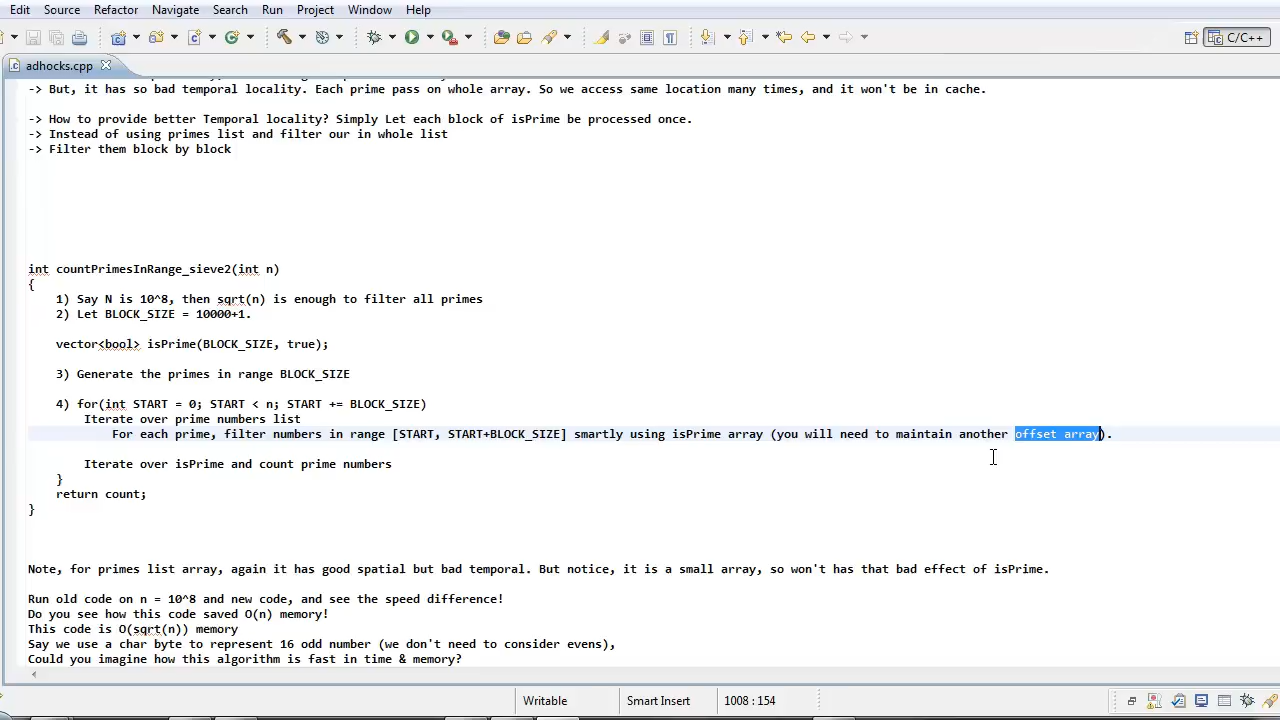 Edit Source Refactor Navigate Search Run Project Window Help
C/C++
adhocks.cpp
-> But, it has so bad temporal locality. Each prime pass on whole array. So we access same location many times, and it won't be in cache.
-> How to provide better Temporal locality? Simply Let each block of isPrime be processed once.
-> Instead of using primes list and filter our in whole list
-> Filter them block by block
int countPrimesInRange_sieve2(int n)
{
1) Say N is 10^8, then sqrt(n) is enough to filter all primes
2) Let BLOCK_SIZE = 10000+1.
vector<bool> isPrime(BLOCK_SIZE, true);
3) Generate the primes in range BLOCK_SIZE
4) for(int START = 0; START < n; START += BLOCK_SIZE)
Iterate over prime numbers list
For each prime, filter numbers in range [START, START+BLOCK_SIZE] smartly using isPrime array (you will need to maintain another offset array).
Iterate over isPrime and count prime numbers
}
return count;
}
Note, for primes list array, again it has good spatial but bad temporal. But notice, it is a small array, so won't has that bad effect of isPrime.
Run old code on n = 10^8 and new code, and see the speed difference!
Do you see how this code saved O(n) memory!
This code is O(sqrt(n)) memory
Say we use a char byte to represent 16 odd number (we don't need to consider evens),
Could you imagine how this algorithm is fast in time & memory?
Writable Smart Insert 1008 : 154